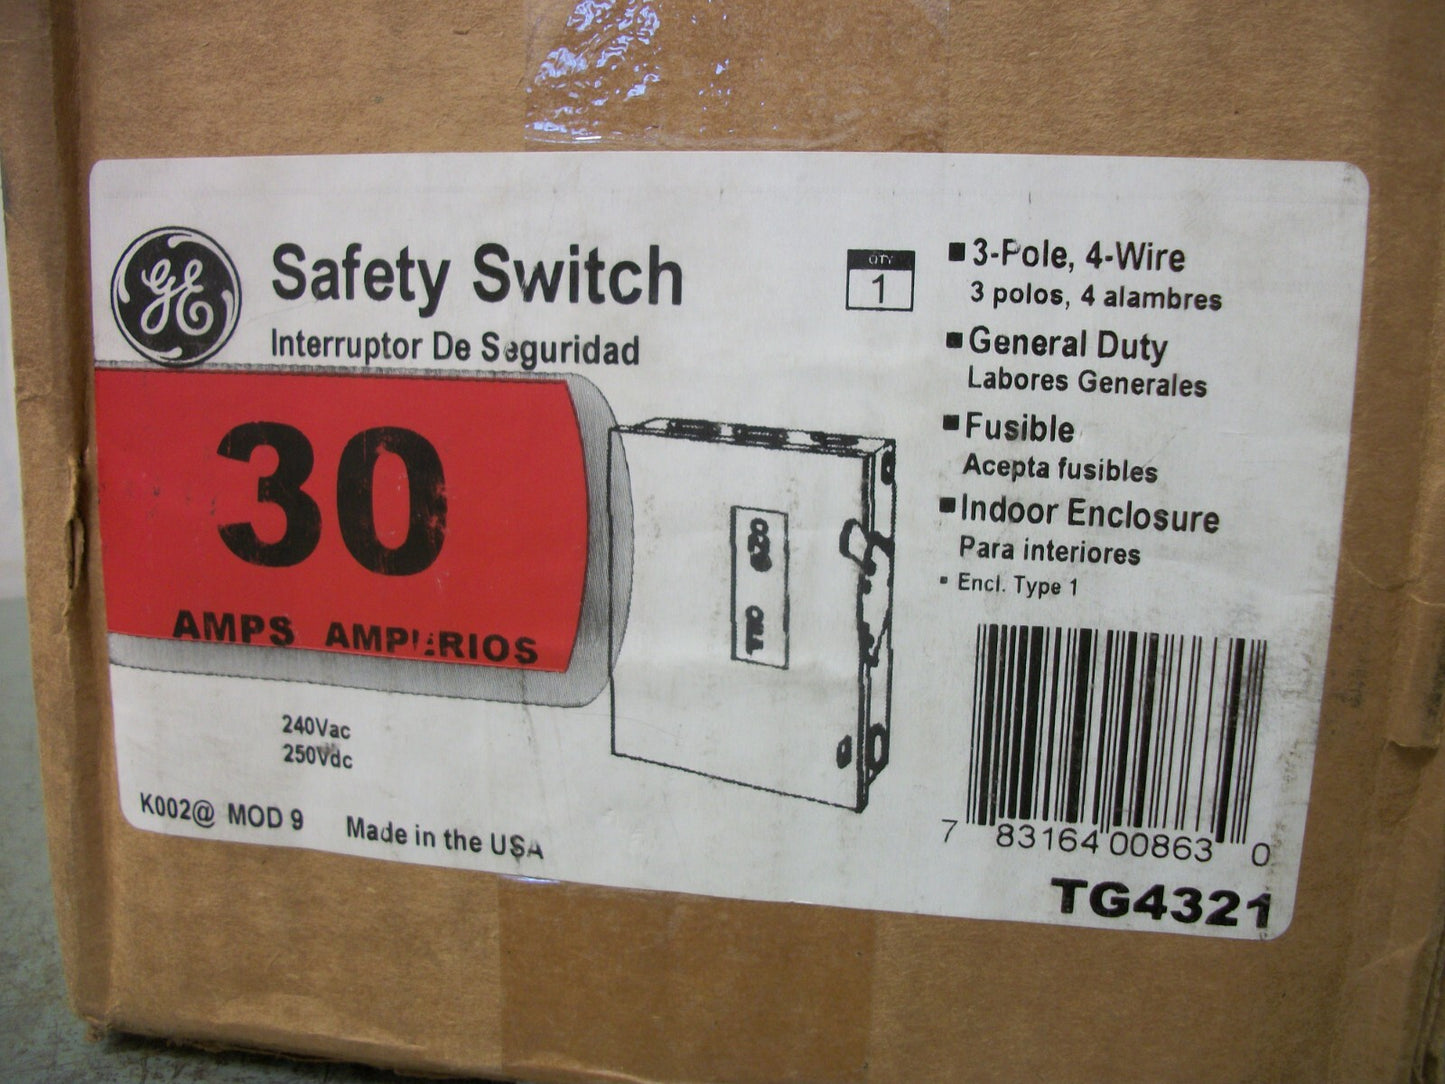 GE
Safety Switch
Interruptor De Seguridad
30
AMPS AMPERIOS
240Vac
250Vdc
K002@ MOD 9 Made in the USA
QTY
1
3-Pole, 4-Wire
3 polos, 4 alambres
General Duty
Labores Generales
Fusible
Acepta fusibles
Indoor Enclosure
Para interiores
Encl. Type 1
7 83164 00863 0
TG4321